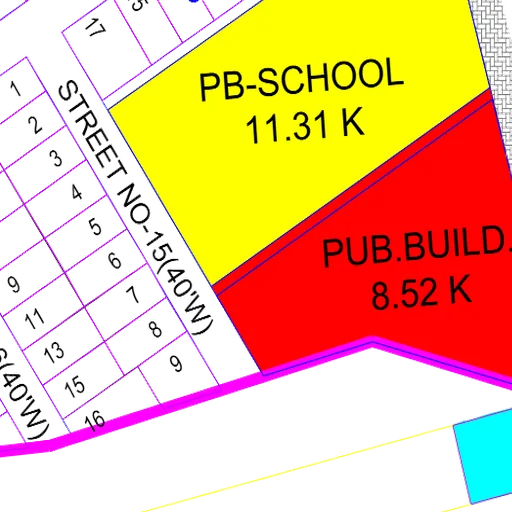 17
15
PB-SCHOOL
11.31 K
STREET NO-15(40'W)
1
2
3
4
5
6
7
8
9
PUB.BUILD.
8.52 K
9
11
13
15
16
(40'W)